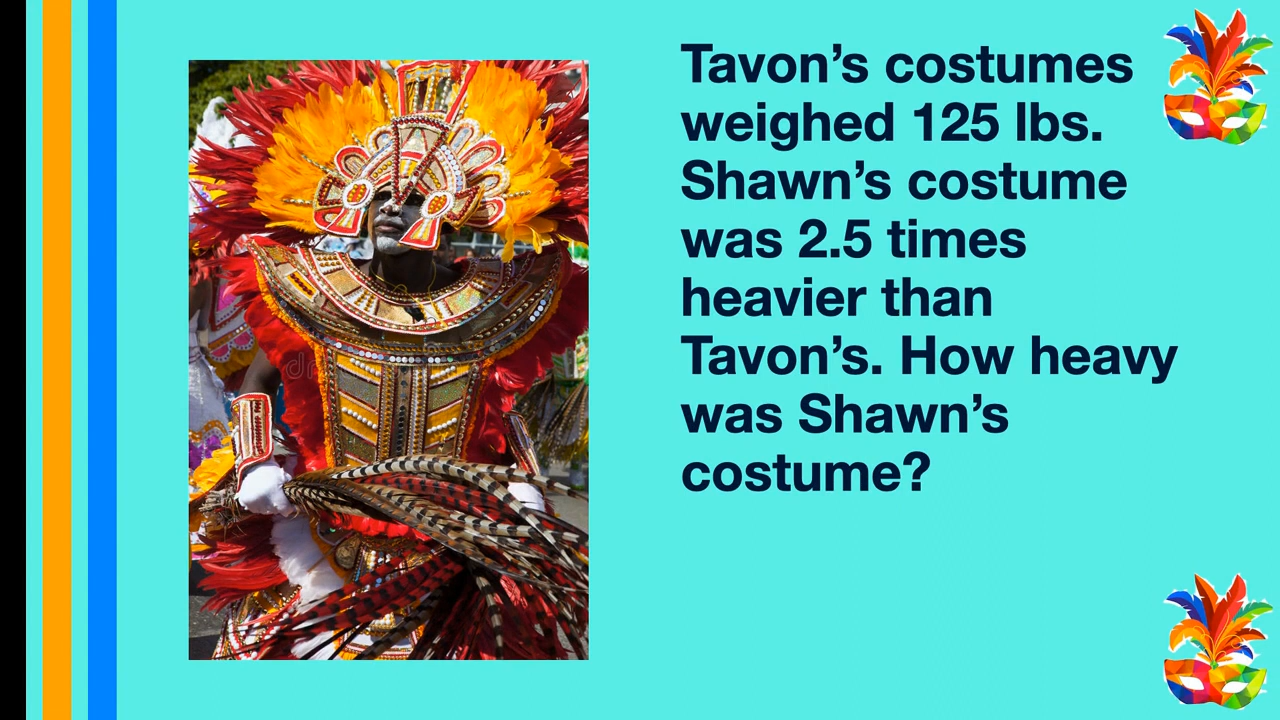 Tavon’s costumes
weighed 125 lbs.
Shawn’s costume
was 2.5 times
heavier than
Tavon’s. How heavy
was Shawn’s
costume?